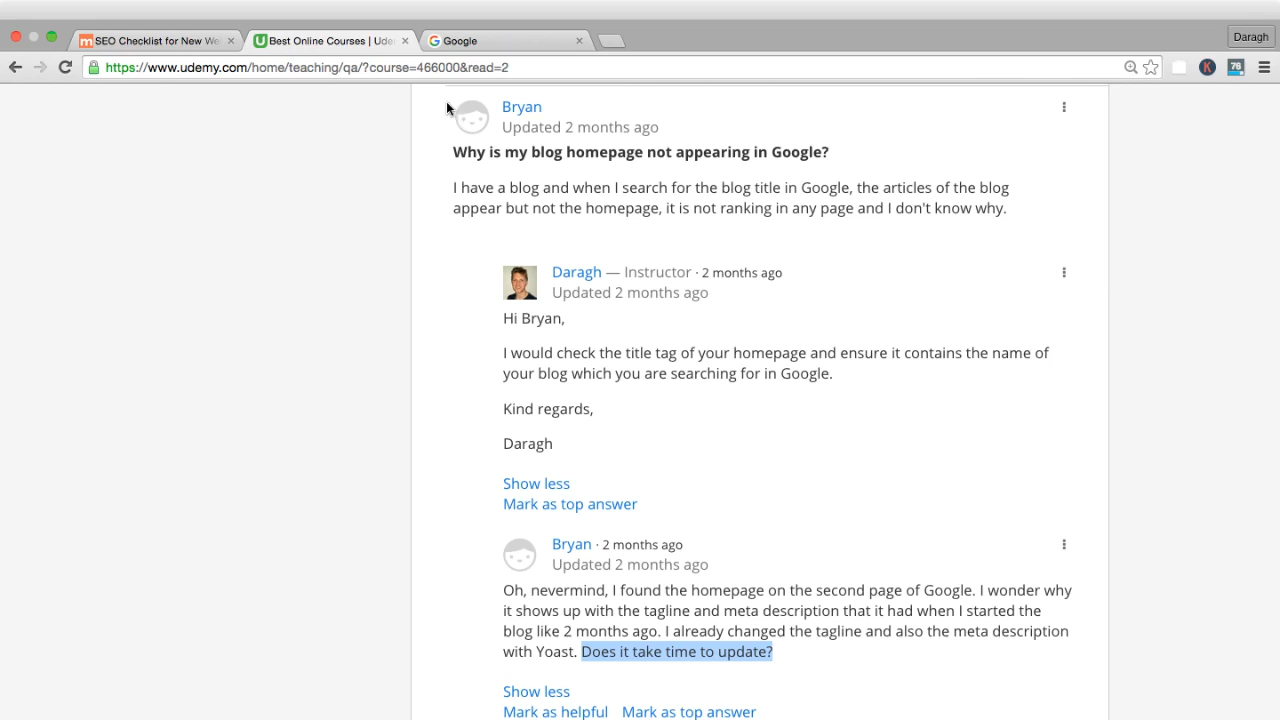 SEO Checklist for New We
Best Online Courses | Ude
Google
Daragh
https://www.udemy.com/home/teaching/qa/?course=466000&read=2
K
76
Bryan
Updated 2 months ago
Why is my blog homepage not appearing in Google?
I have a blog and when I search for the blog title in Google, the articles of the blog
appear but not the homepage, it is not ranking in any page and I don't know why.
Daragh — Instructor · 2 months ago
Updated 2 months ago
Hi Bryan,
I would check the title tag of your homepage and ensure it contains the name of
your blog which you are searching for in Google.
Kind regards,
Daragh
Show less
Mark as top answer
Bryan · 2 months ago
Updated 2 months ago
Oh, nevermind, I found the homepage on the second page of Google. I wonder why
it shows up with the tagline and meta description that it had when I started the
blog like 2 months ago. I already changed the tagline and also the meta description
with Yoast. Does it take time to update?
Show less
Mark as helpful Mark as top answer